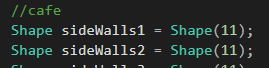 //cafe
Shape sideWalls1 = Shape(11);
Shape sideWalls2 = Shape(11);